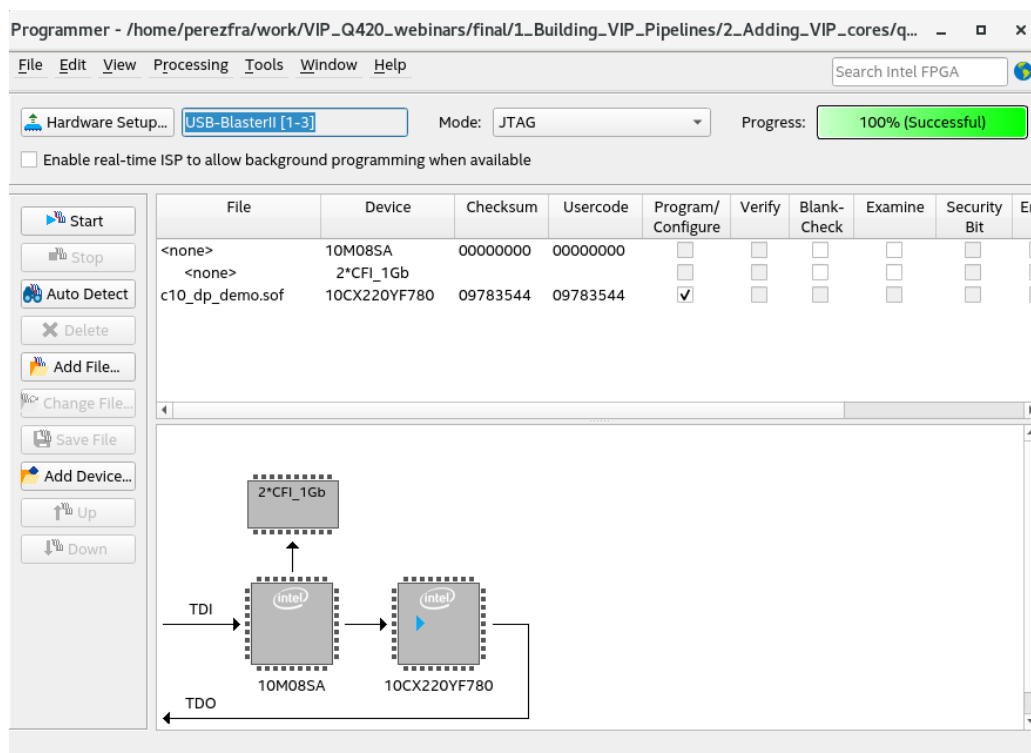 Programmer - /home/perezfra/work/VIP_Q420_webinars/final/1_Building_VIP_Pipelines/2_Adding_VIP_cores/q...
File Edit View Processing Tools Window Help
Search Intel FPGA
Hardware Setup... USB-BlasterII [1-3] Mode: JTAG Progress: 100% (Successful)
Enable real-time ISP to allow background programming when available
Start
Stop
Auto Detect
Delete
Add File...
Change File...
Save File
Add Device...
Up
Down
File Device Checksum Usercode Program/ Verify Blank- Examine Security
Configure Check Bit
<none> 10M08SA 00000000 00000000
<none> 2*CFI_1Gb
c10_dp_demo.sof 10CX220YF780 09783544 09783544
2*CFI_1Gb
intel intel
TDI
10M08SA 10CX220YF780
TDO